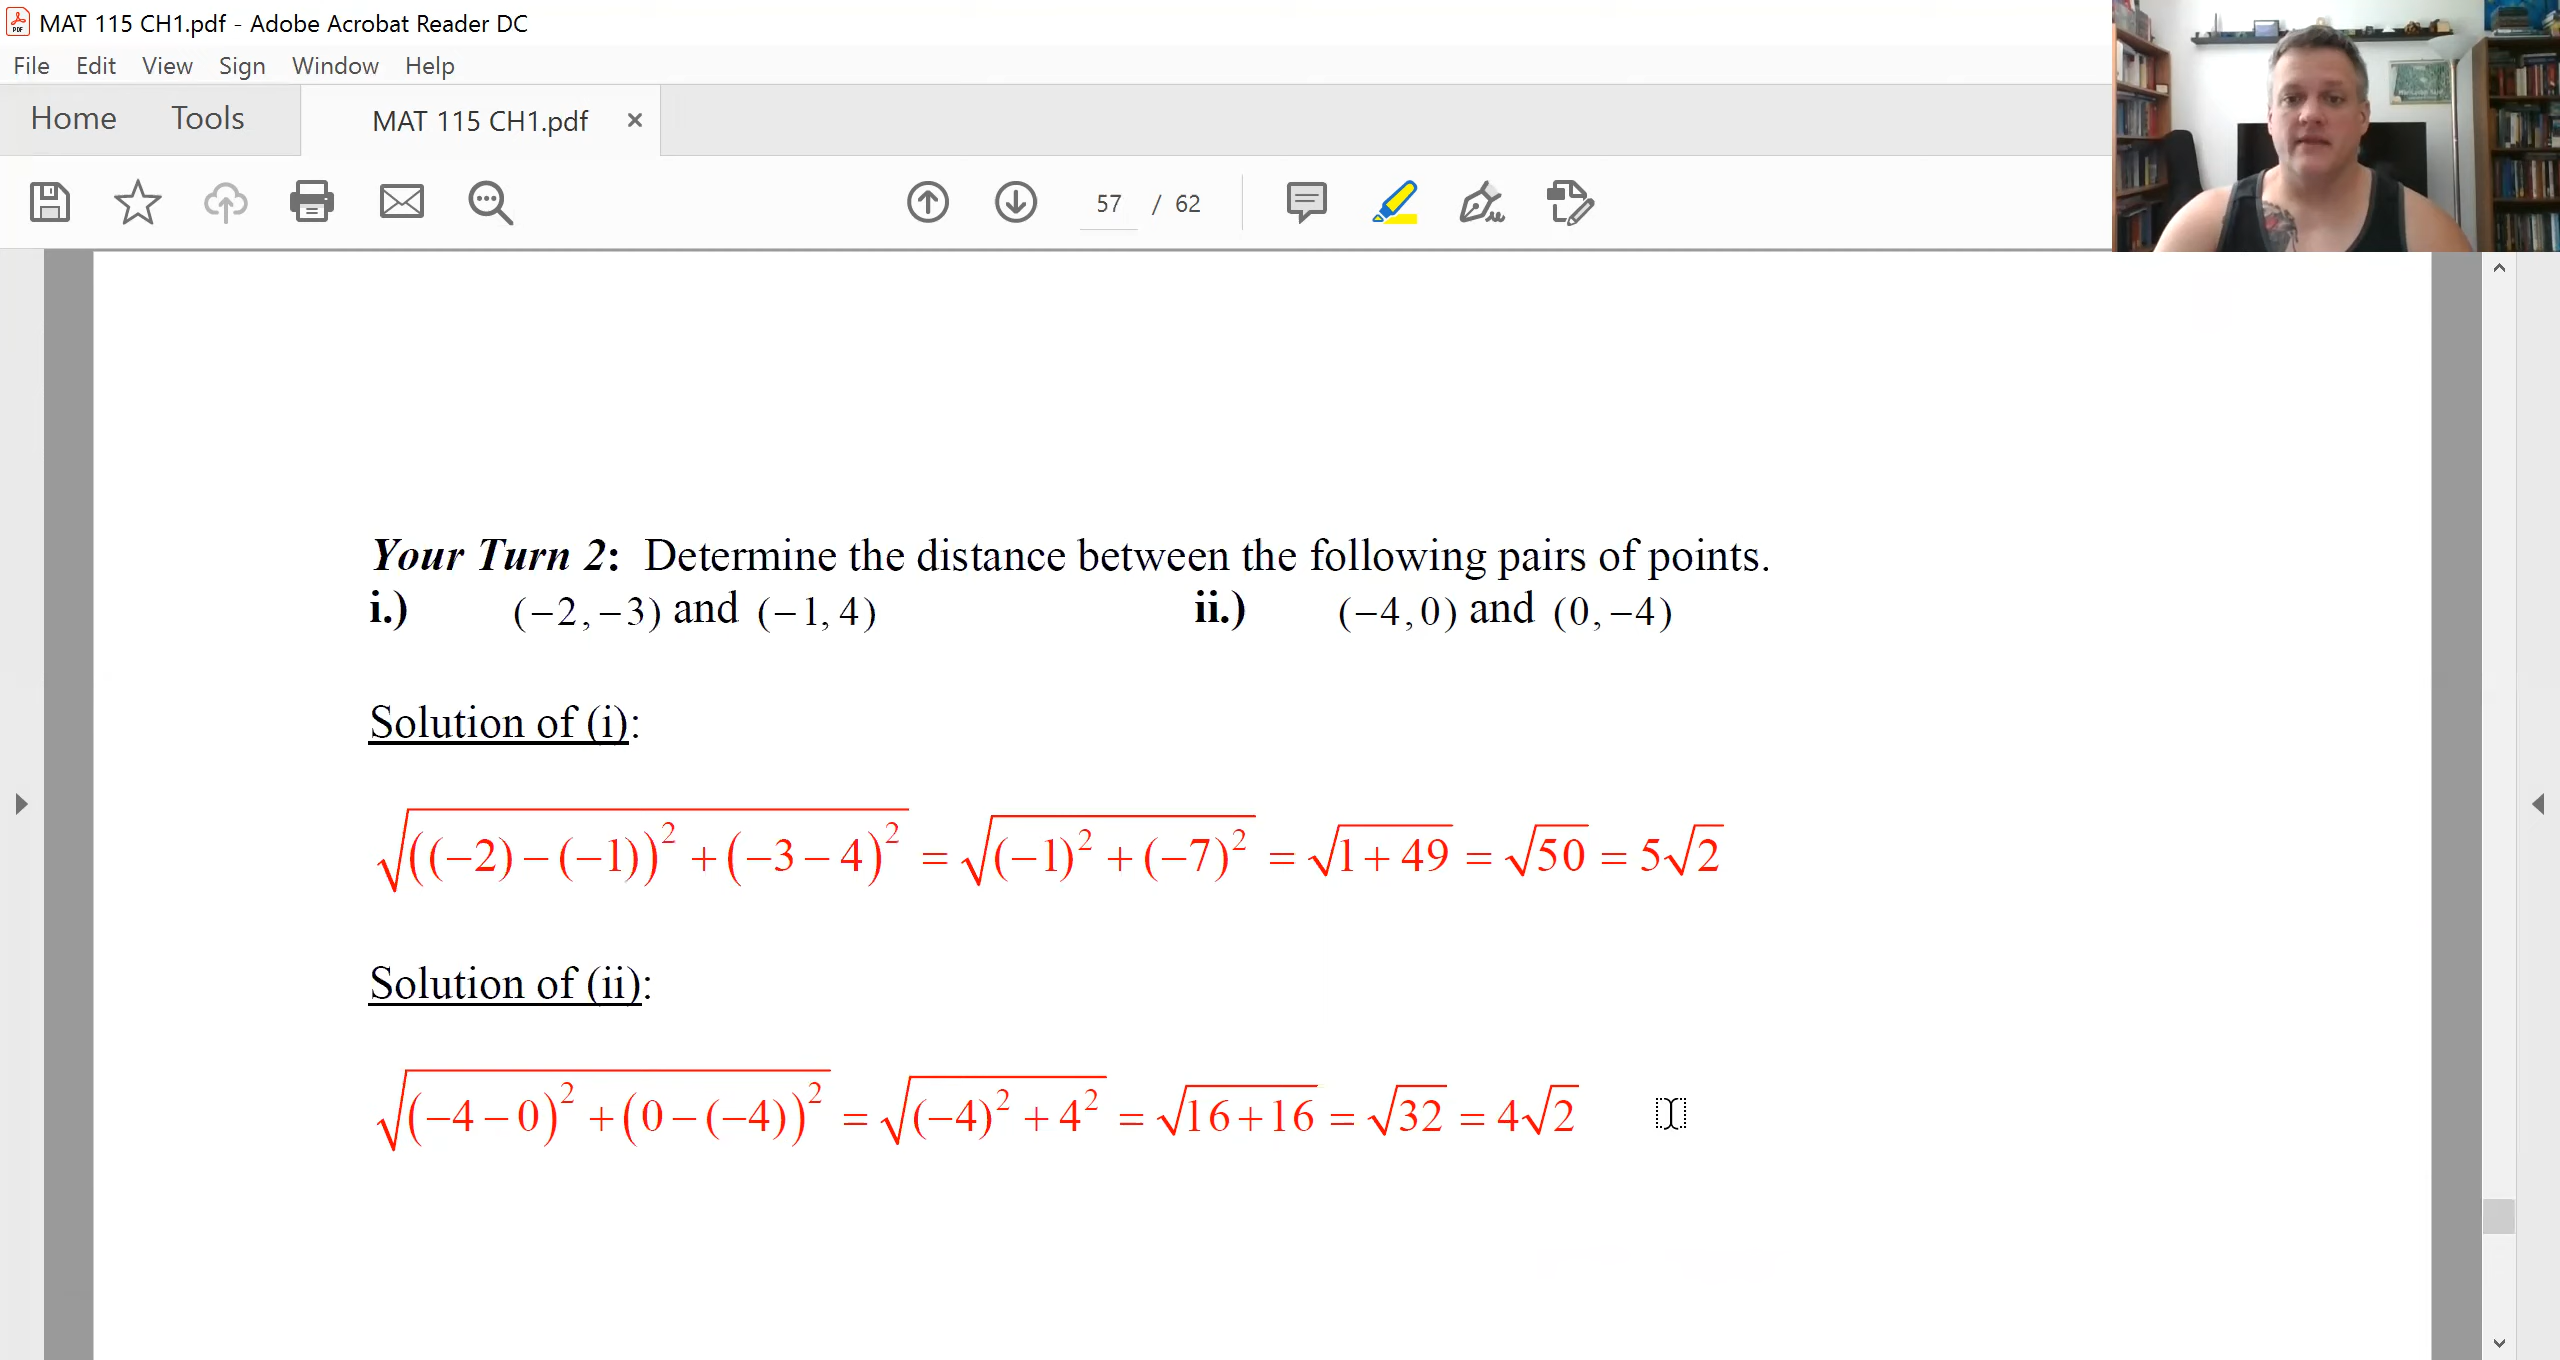 MAT 115 CH1.pdf - Adobe Acrobat Reader DC
File Edit View Sign Window Help
Home Tools MAT 115 CH1.pdf ×
57 / 62
Your Turn 2: Determine the distance between the following pairs of points.
i.) (−2,−3) and (−1,4) ii.) (−4,0) and (0,−4)
Solution of (i):
√((−2)−(−1))²+(−3−4)² = √(−1)²+(−7)² = √1+49 = √50 = 5√2
Solution of (ii):
√(−4−0)²+(0−(−4))² = √(−4)²+4² = √16+16 = √32 = 4√2